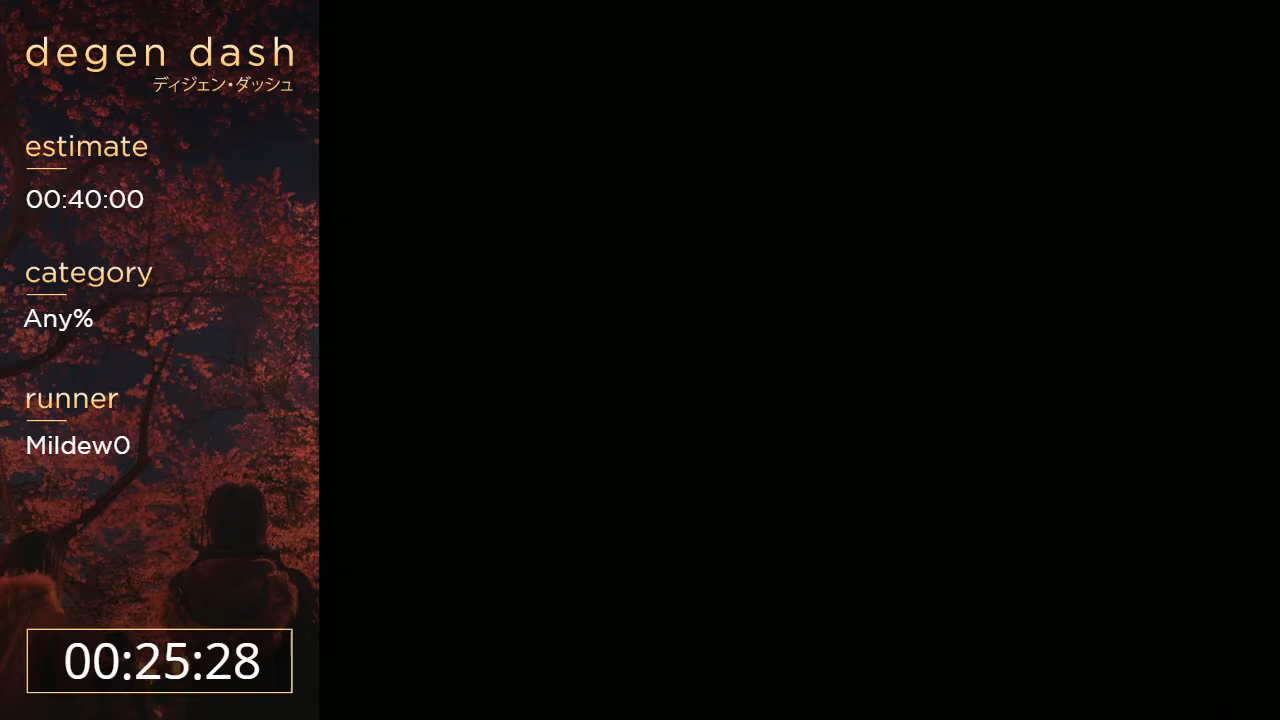 degen dash
ディジェン・ダッシュ
estimate
00:40:00
category
Any%
runner
Mildew0
00:25:28